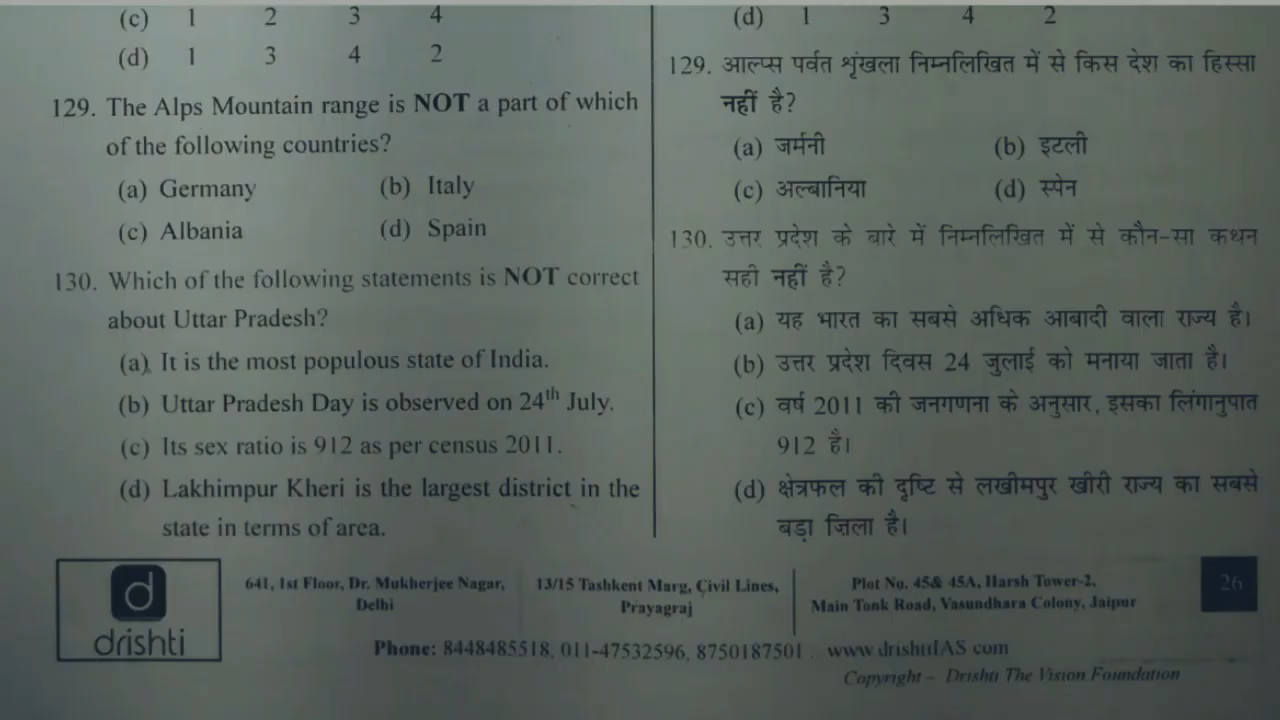 (c) 1 2 3 4
(d) 1 3 4 2
129. The Alps Mountain range is NOT a part of which
of the following countries?
(a) Germany (b) Italy
(c) Albania (d) Spain
130. Which of the following statements is NOT correct
about Uttar Pradesh?
(a) It is the most populous state of India.
(b) Uttar Pradesh Day is observed on 24th July.
(c) Its sex ratio is 912 as per census 2011.
(d) Lakhimpur Kheri is the largest district in the
state in terms of area.
(d) 1 3 4 2
129. आल्प्स पर्वत शृंखला निम्नलिखित में से किस देश का हिस्सा
नहीं है?
(a) जर्मनी (b) इटली
(c) अल्बानिया (d) स्पेन
130. उत्तर प्रदेश के बारे में निम्नलिखित में से कौन-सा कथन
सही नहीं है?
(a) यह भारत का सबसे अधिक आबादी वाला राज्य है।
(b) उत्तर प्रदेश दिवस 24 जुलाई को मनाया जाता है।
(c) वर्ष 2011 की जनगणना के अनुसार, इसका लिंगानुपात
912 है।
(d) क्षेत्रफल की दृष्टि से लखीमपुर खीरी राज्य का सबसे
बड़ा ज़िला है।
d
drishti
641, 1st Floor, Dr. Mukherjee Nagar,
Delhi
13/15 Tashkent Marg, Civil Lines,
Prayagraj
Plot No. 45& 45A, Harsh Tower-2,
Main Tonk Road, Vasundhara Colony, Jaipur
26
Phone: 8448485518, 011-47532596, 8750187501 www.drishtiIAS com
Copyright – Drishti The Vision Foundation